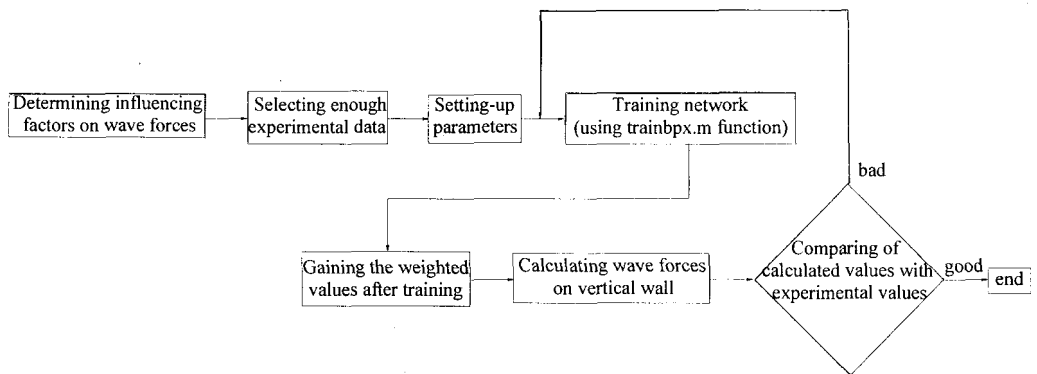 Determining influencing
factors on wave forces
Selecting enough
experimental data
Setting-up
parameters
Training network
(using trainbpx.m function)
bad
Gaining the weighted
values after training
Calculating wave forces
on vertical wall
Comparing of
calculated values with
experimental values
good
end